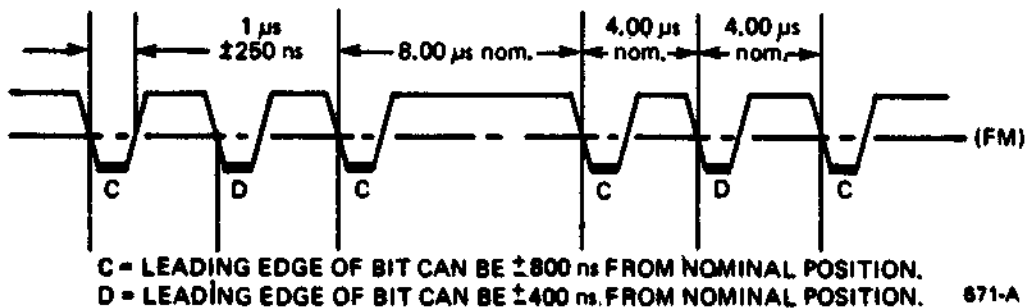 1 µs
±250 ns
8.00 µs nom.
4.00 µs
nom.
4.00 µs
nom.
(FM)
C D C C D C
C = LEADING EDGE OF BIT CAN BE ±800 ns FROM NOMINAL POSITION.
D = LEADING EDGE OF BIT CAN BE ±400 ns. FROM NOMINAL POSITION.
871-A